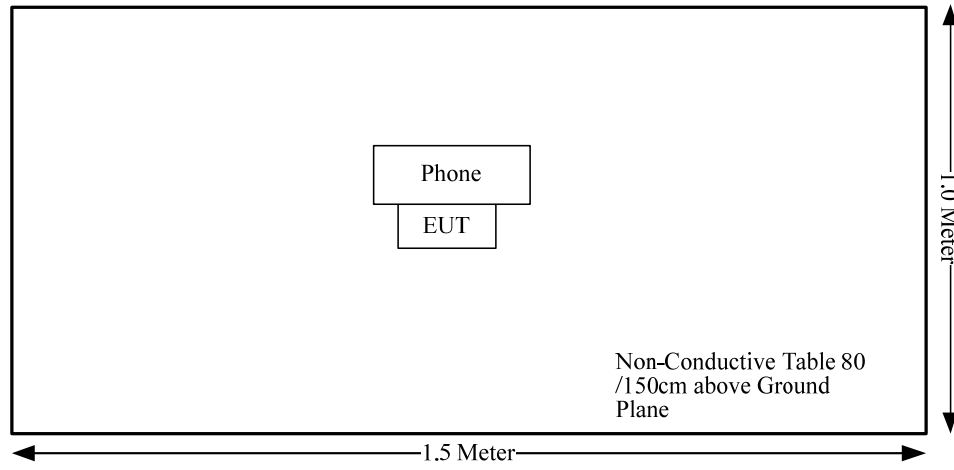 Phone
EUT
1.0 Meter
Non-Conductive Table 80
/150cm above Ground
Plane
1.5 Meter